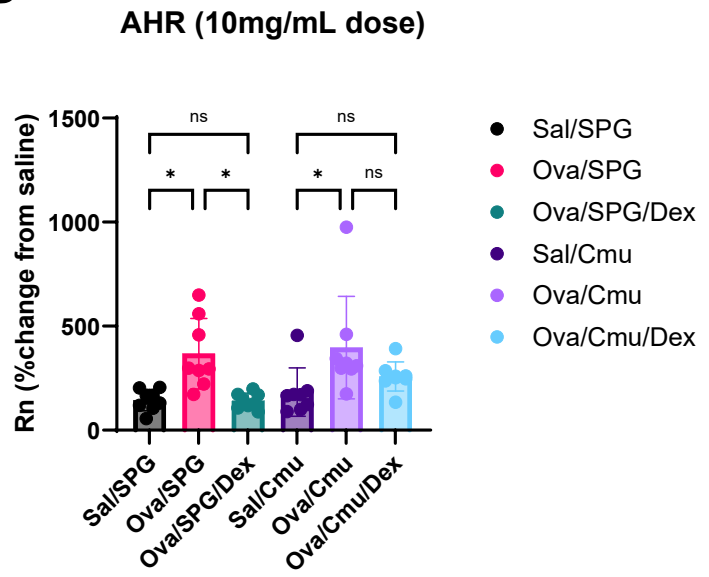 AHR (10mg/mL dose)
Rn (%change from saline)
1500
1000
500
0
ns
ns
*
*
*
ns
Sal/SPG
Ova/SPG
Ova/SPG/Dex
Sal/Cmu
Ova/Cmu
Ova/Cmu/Dex
Sal/SPG
Ova/SPG
Ova/SPG/Dex
Sal/Cmu
Ova/Cmu
Ova/Cmu/Dex